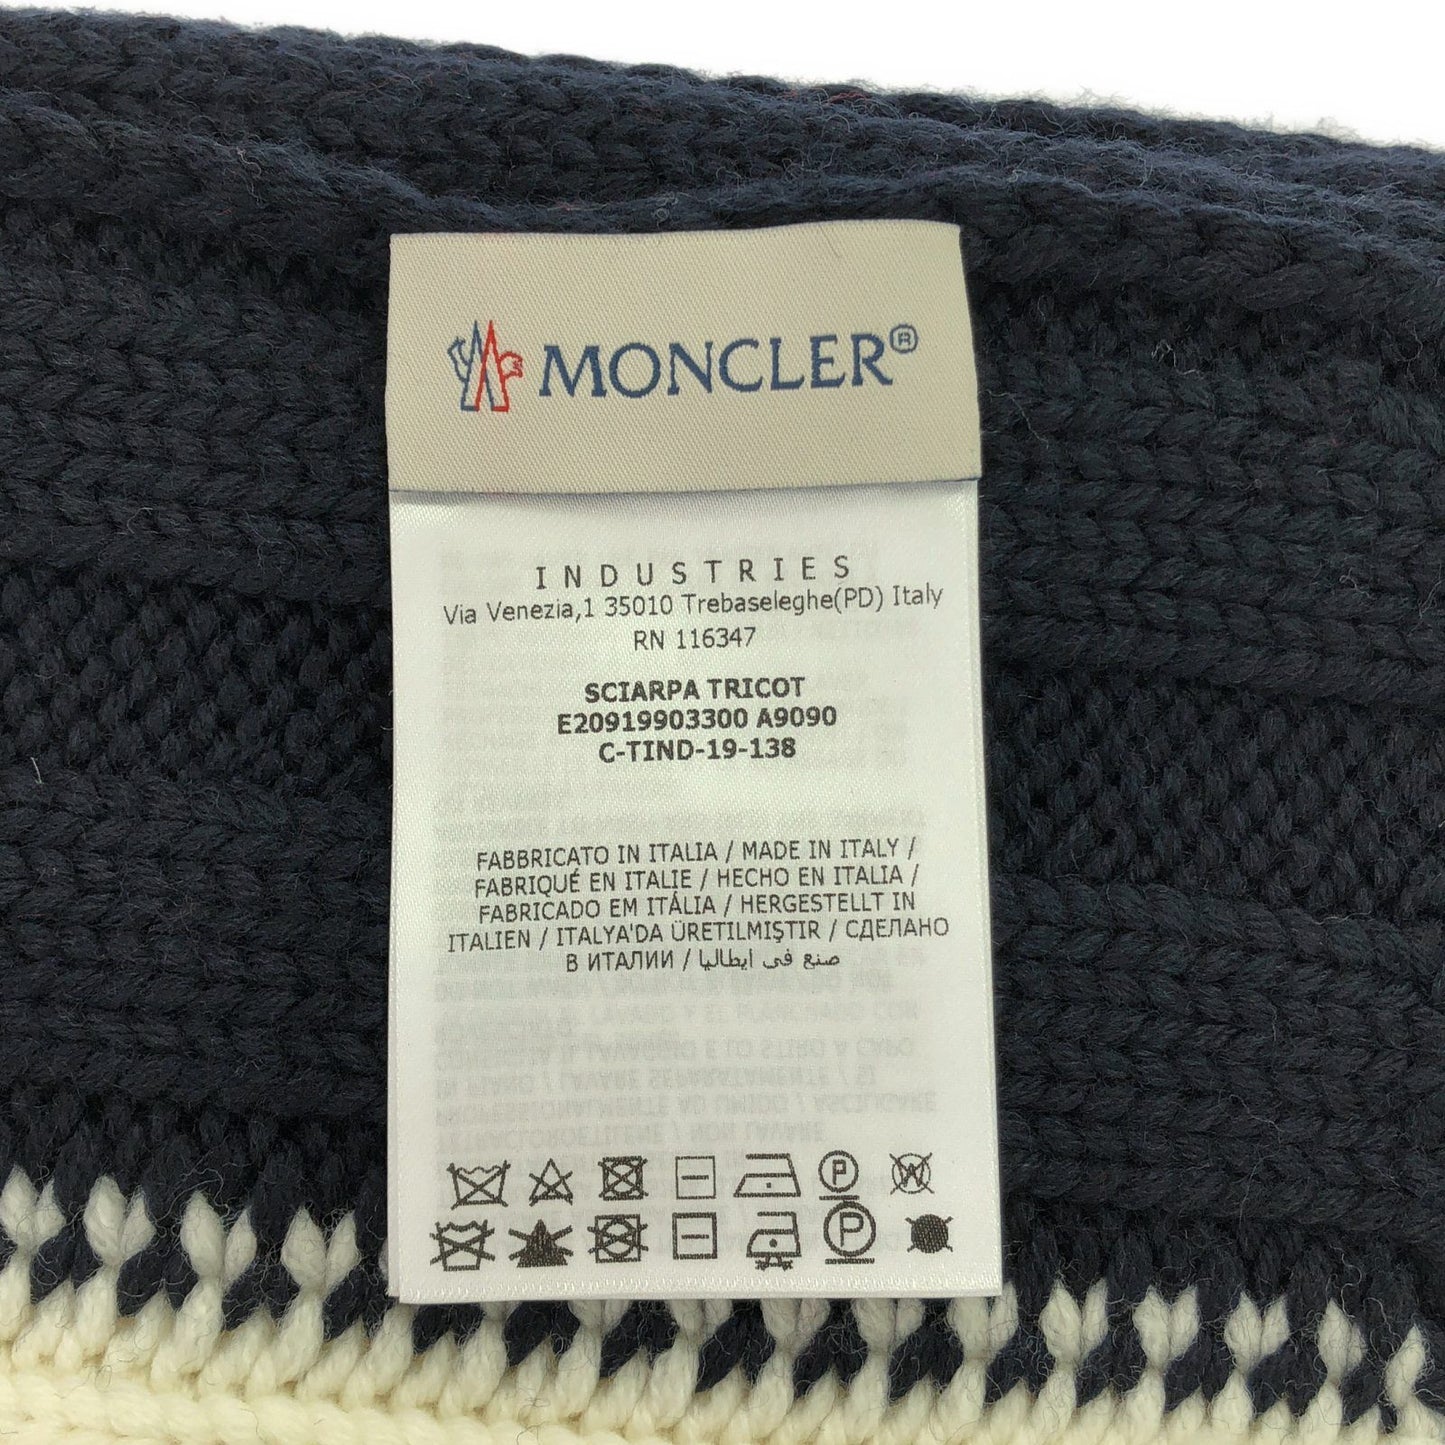 MONCLER®
INDUSTRIES
Via Venezia,1 35010 Trebaseleghe(PD) Italy
RN 116347
SCIARPA TRICOT
E20919903300 A9090
C-TIND-19-138
FABBRICATO IN ITALIA / MADE IN ITALY /
FABRIQUÉ EN ITALIE / HECHO EN ITALIA /
FABRICADO EM ITÁLIA / HERGESTELLT IN
ITALIEN / ITALYA'DA ÜRETILMIŞTIR / СДЕЛАНО
В ИТАЛИИ / صنع في ايطاليا
P W
P